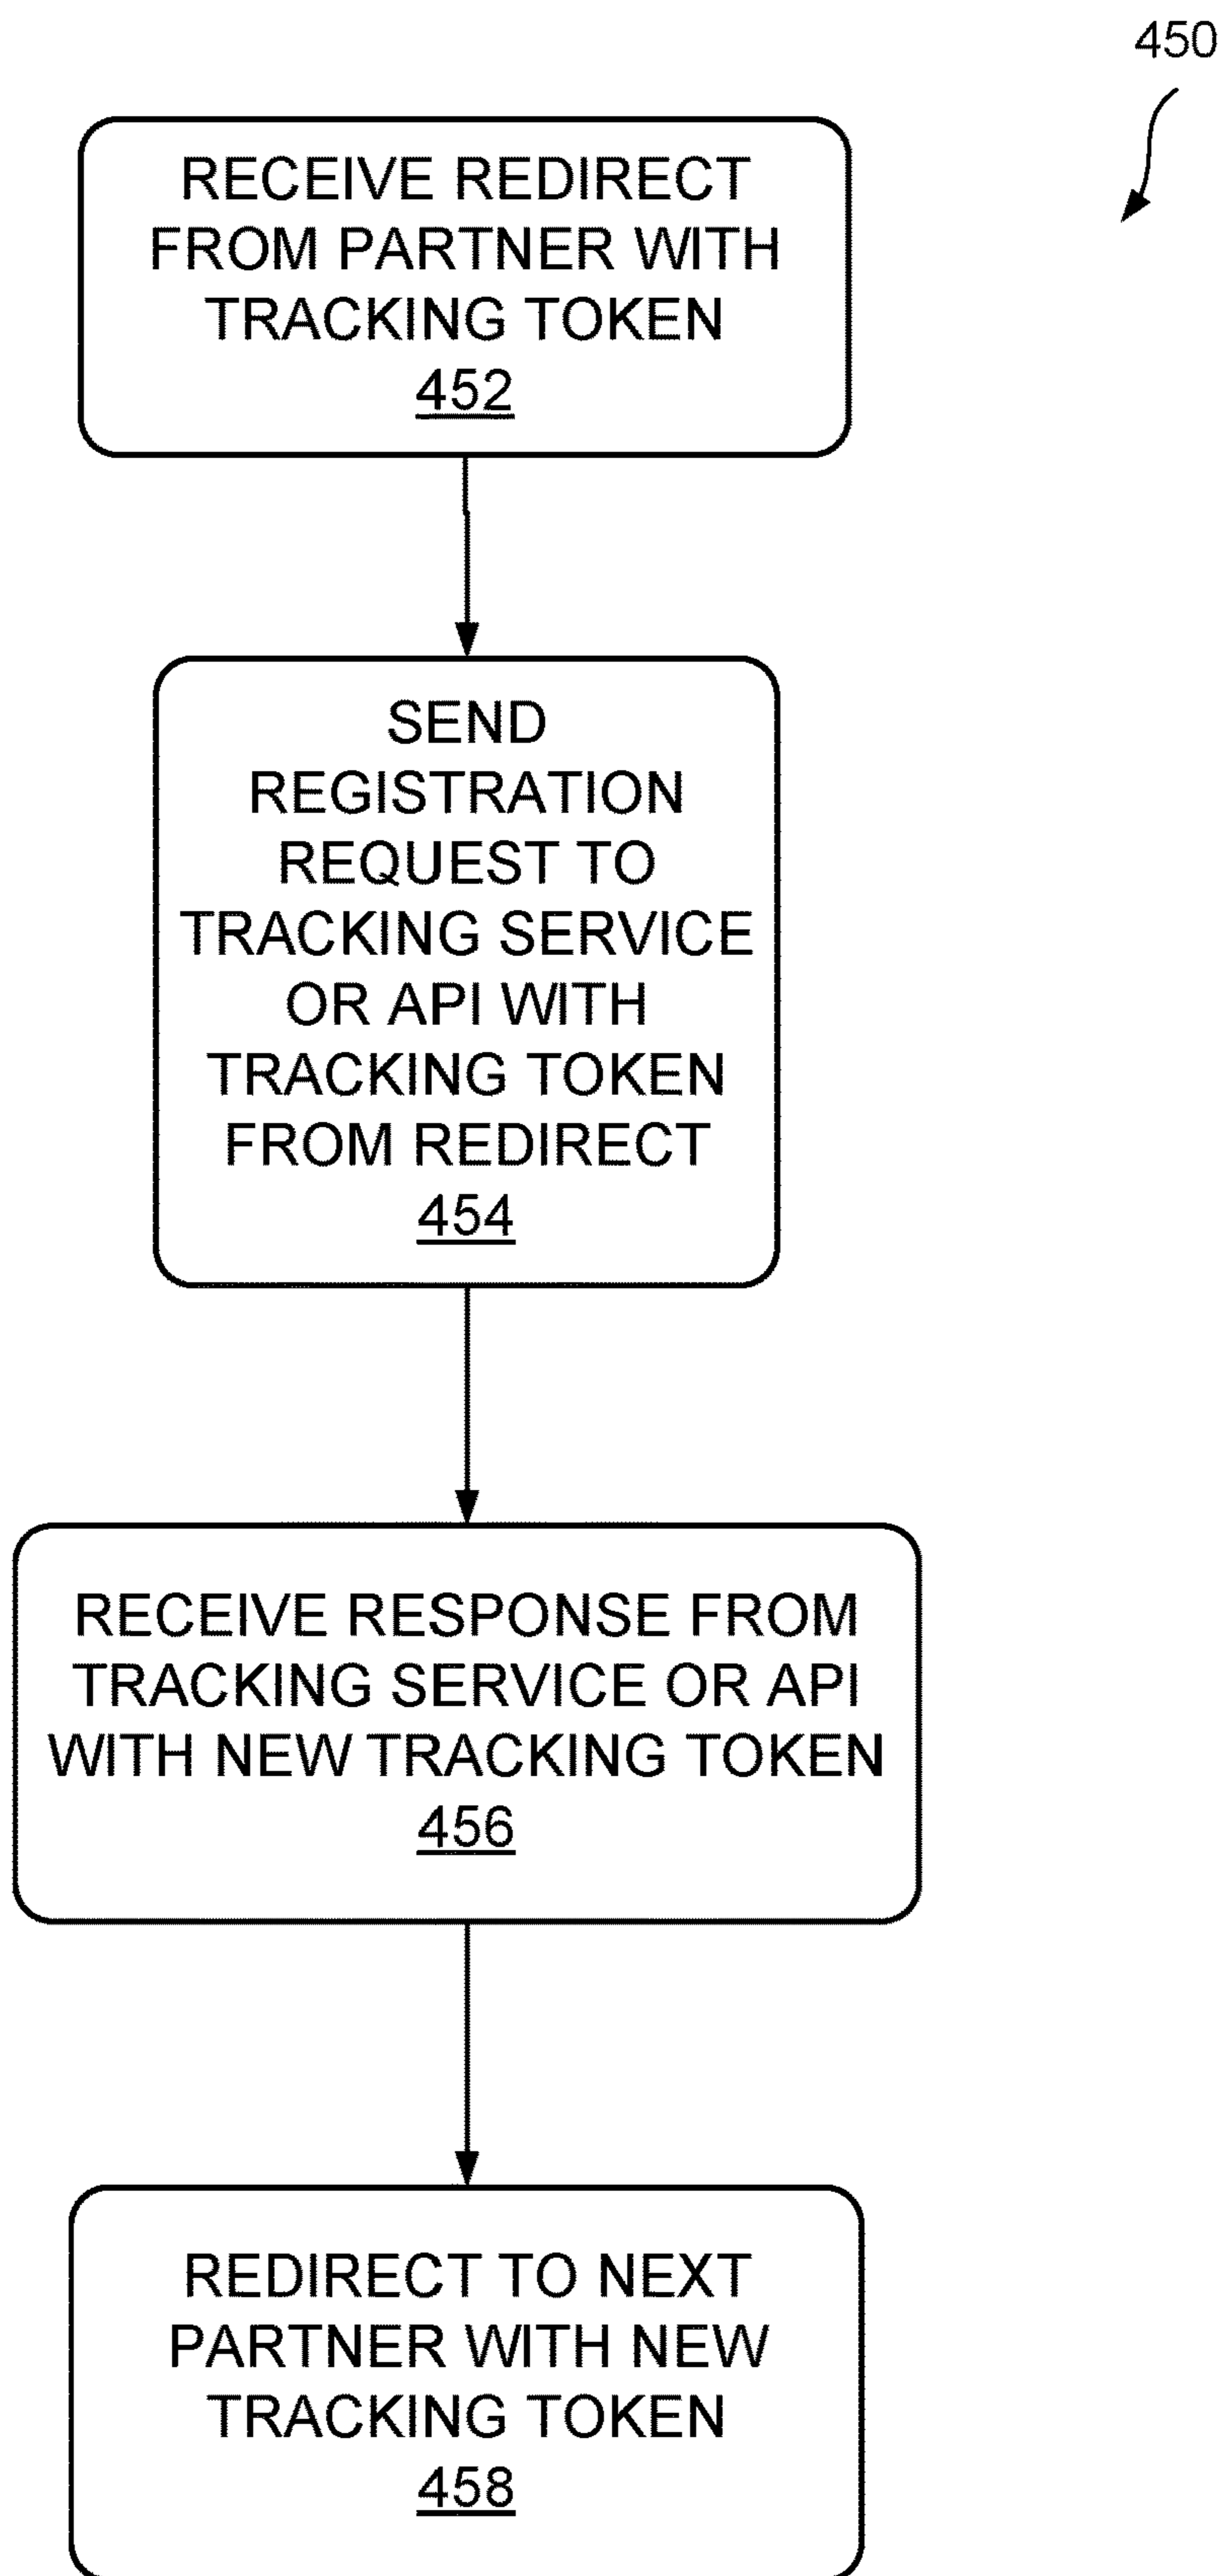 450
RECEIVE REDIRECT
FROM PARTNER WITH
TRACKING TOKEN
452
SEND
REGISTRATION
REQUEST TO
TRACKING SERVICE
OR API WITH
TRACKING TOKEN
FROM REDIRECT
454
RECEIVE RESPONSE FROM
TRACKING SERVICE OR API
WITH NEW TRACKING TOKEN
456
REDIRECT TO NEXT
PARTNER WITH NEW
TRACKING TOKEN
458